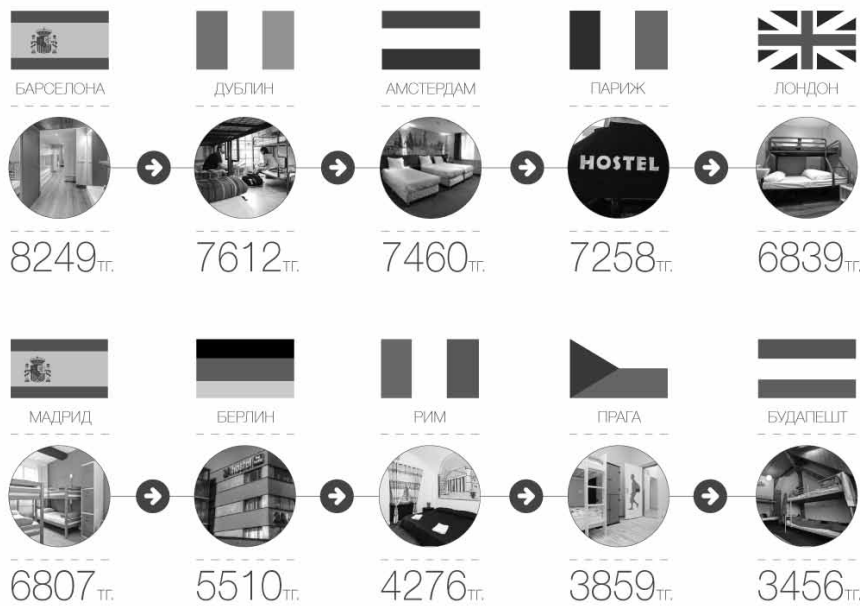 БАРСЕЛОНА
ДУБЛИН
АМСТЕРДАМ
ПАРИЖ
ЛОНДОН
HOSTEL
8249тг.
7612тг.
7460тг.
7258тг.
6839тг.
МАДРИД
БЕРЛИН
РИМ
ПРАГА
БУДАПЕШТ
hostel
6807тг.
5510тг.
4276тг.
3859тг.
3456тг.